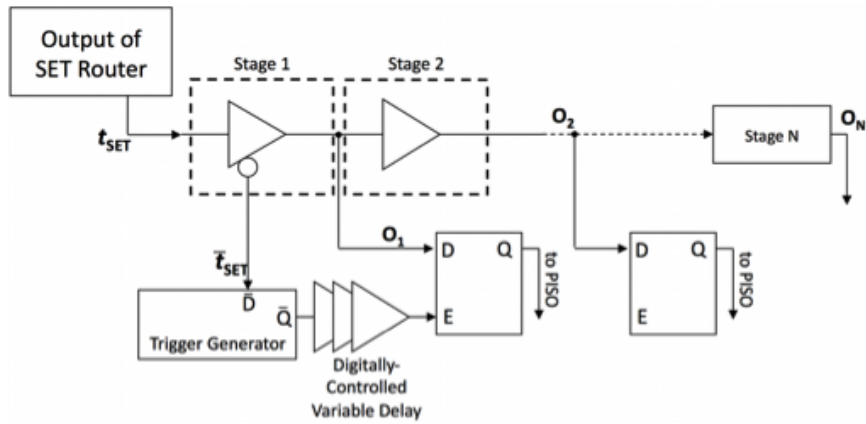 Output of
SET Router
Stage 1
Stage 2
t_SET
O_2
Stage N
O_N
O_1
t̅_SET
D Q
D Q
to PISO
to PISO
D̅
Q̅
E
E
Trigger Generator
Digitally-
Controlled
Variable Delay